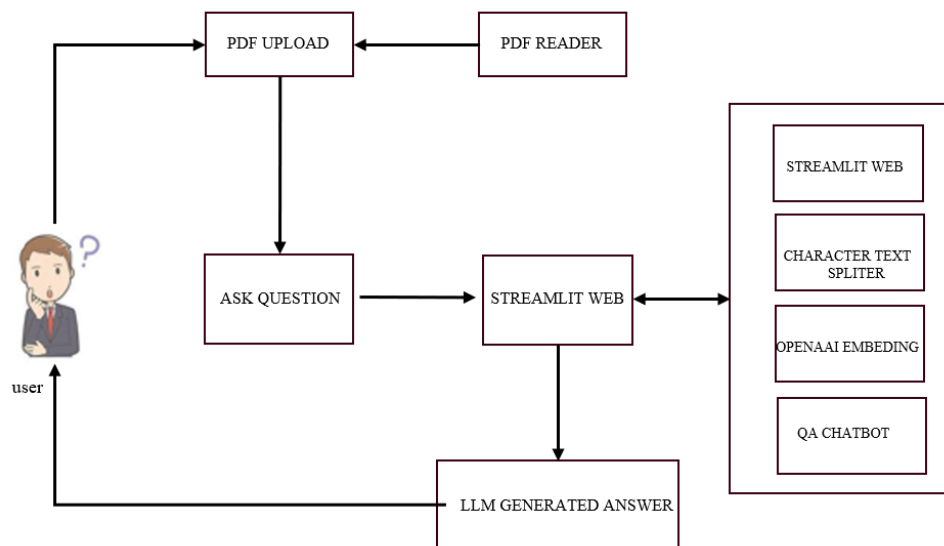 PDF UPLOAD
PDF READER
STREAMLIT WEB
CHARACTER TEXT
SPLITER
ASK QUESTION
STREAMLIT WEB
OPENAAI EMBEDING
user
QA CHATBOT
LLM GENERATED ANSWER